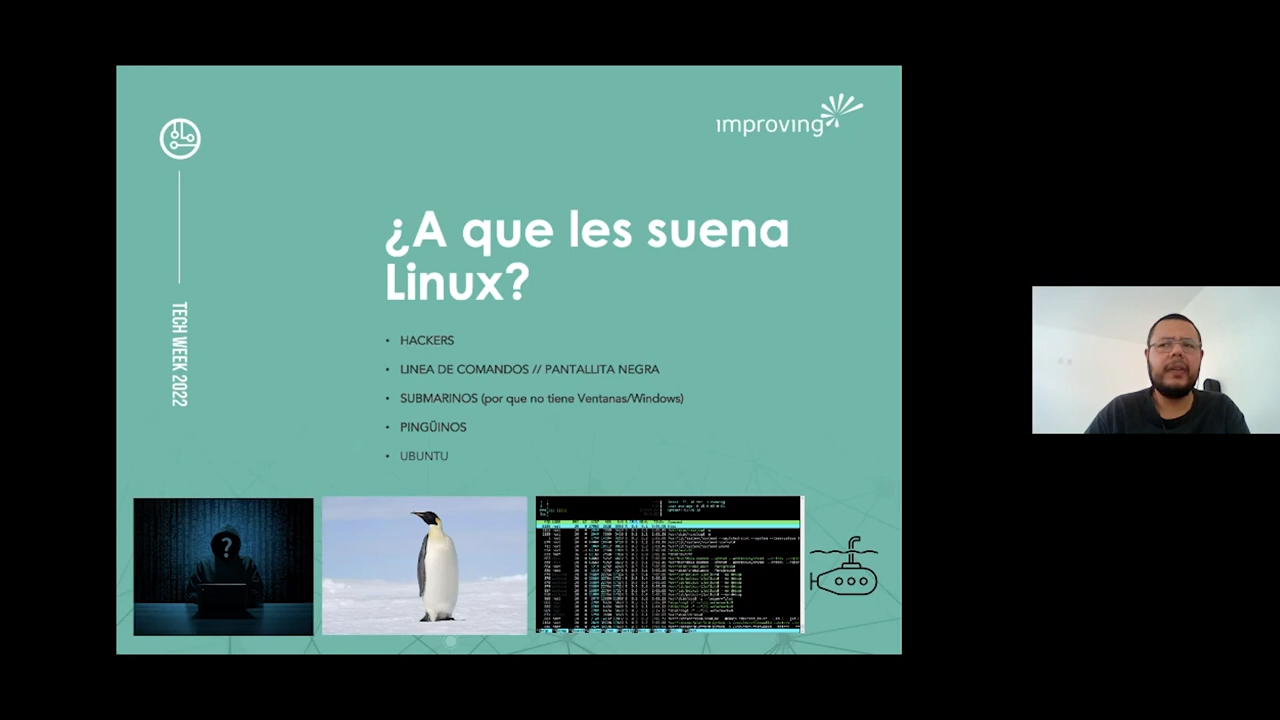 improving
TECH WEEK 2022
¿A que les suena
Linux?
• HACKERS
• LINEA DE COMANDOS // PANTALLITA NEGRA
• SUBMARINOS (por que no tiene Ventanas/Windows)
• PINGÜINOS
• UBUNTU
?